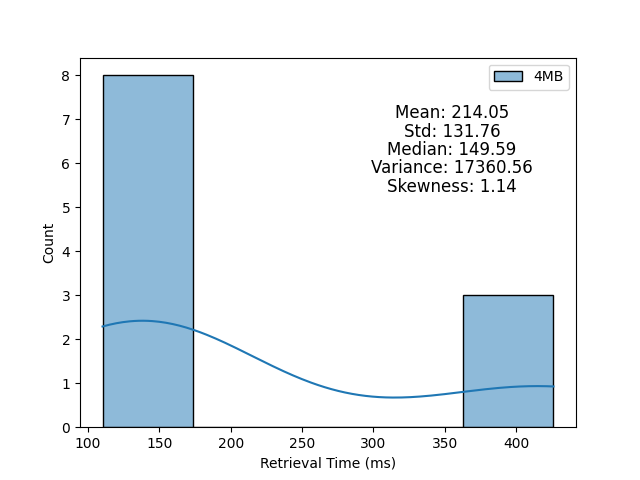 4MB
Mean: 214.05
Std: 131.76
Median: 149.59
Variance: 17360.56
Skewness: 1.14
8
7
6
5
4
3
2
1
0
Count
100 150 200 250 300 350 400
Retrieval Time (ms)